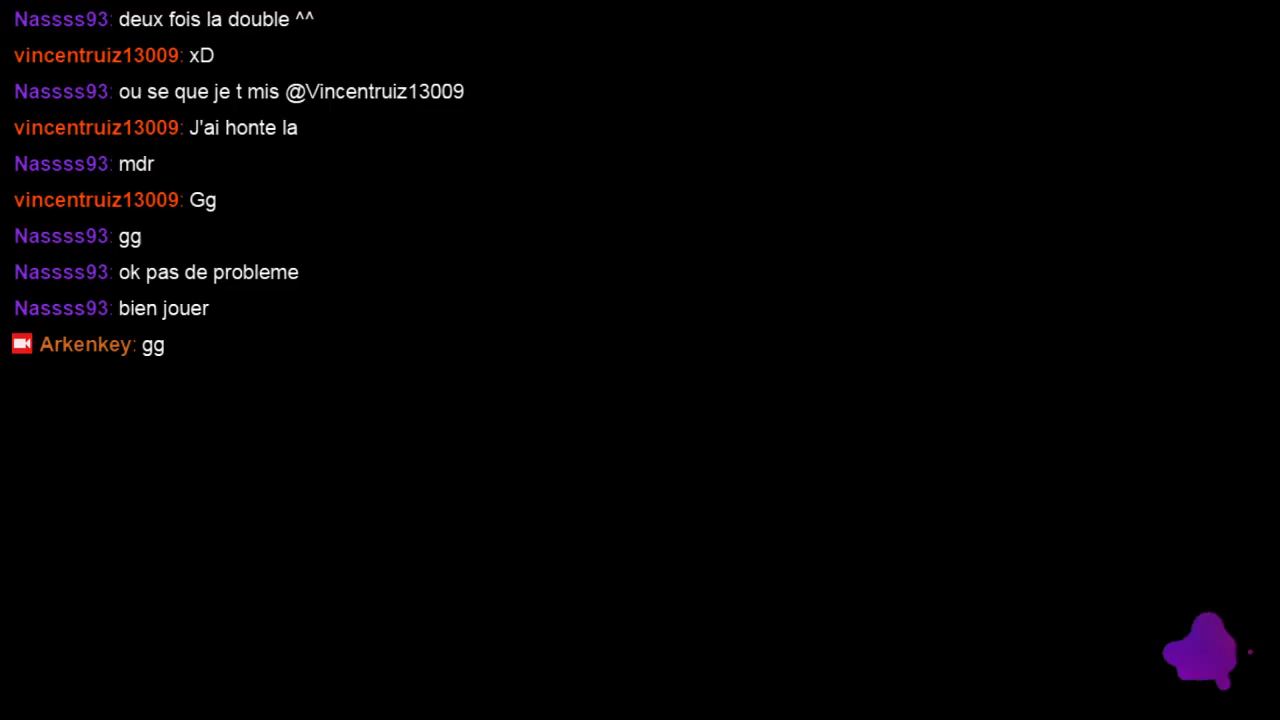 Nassss93: deux fois la double ^^
vincentruiz13009: xD
Nassss93: ou se que je t mis @Vincentruiz13009
vincentruiz13009: J'ai honte la
Nassss93: mdr
vincentruiz13009: Gg
Nassss93: gg
Nassss93: ok pas de probleme
Nassss93: bien jouer
Arkenkey: gg